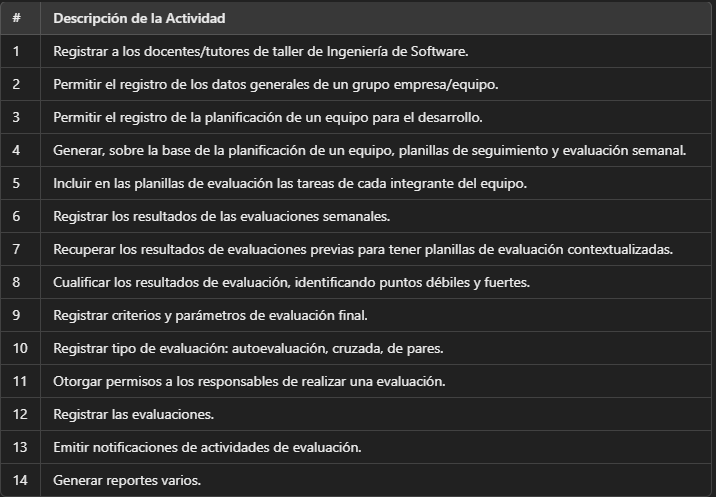 # Descripción de la Actividad
1 Registrar a los docentes/tutores de taller de Ingeniería de Software.
2 Permitir el registro de los datos generales de un grupo empresa/equipo.
3 Permitir el registro de la planificación de un equipo para el desarrollo.
4 Generar, sobre la base de la planificación de un equipo, planillas de seguimiento y evaluación semanal.
5 Incluir en las planillas de evaluación las tareas de cada integrante del equipo.
6 Registrar los resultados de las evaluaciones semanales.
7 Recuperar los resultados de evaluaciones previas para tener planillas de evaluación contextualizadas.
8 Cualificar los resultados de evaluación, identificando puntos débiles y fuertes.
9 Registrar criterios y parámetros de evaluación final.
10 Registrar tipo de evaluación: autoevaluación, cruzada, de pares.
11 Otorgar permisos a los responsables de realizar una evaluación.
12 Registrar las evaluaciones.
13 Emitir notificaciones de actividades de evaluación.
14 Generar reportes varios.